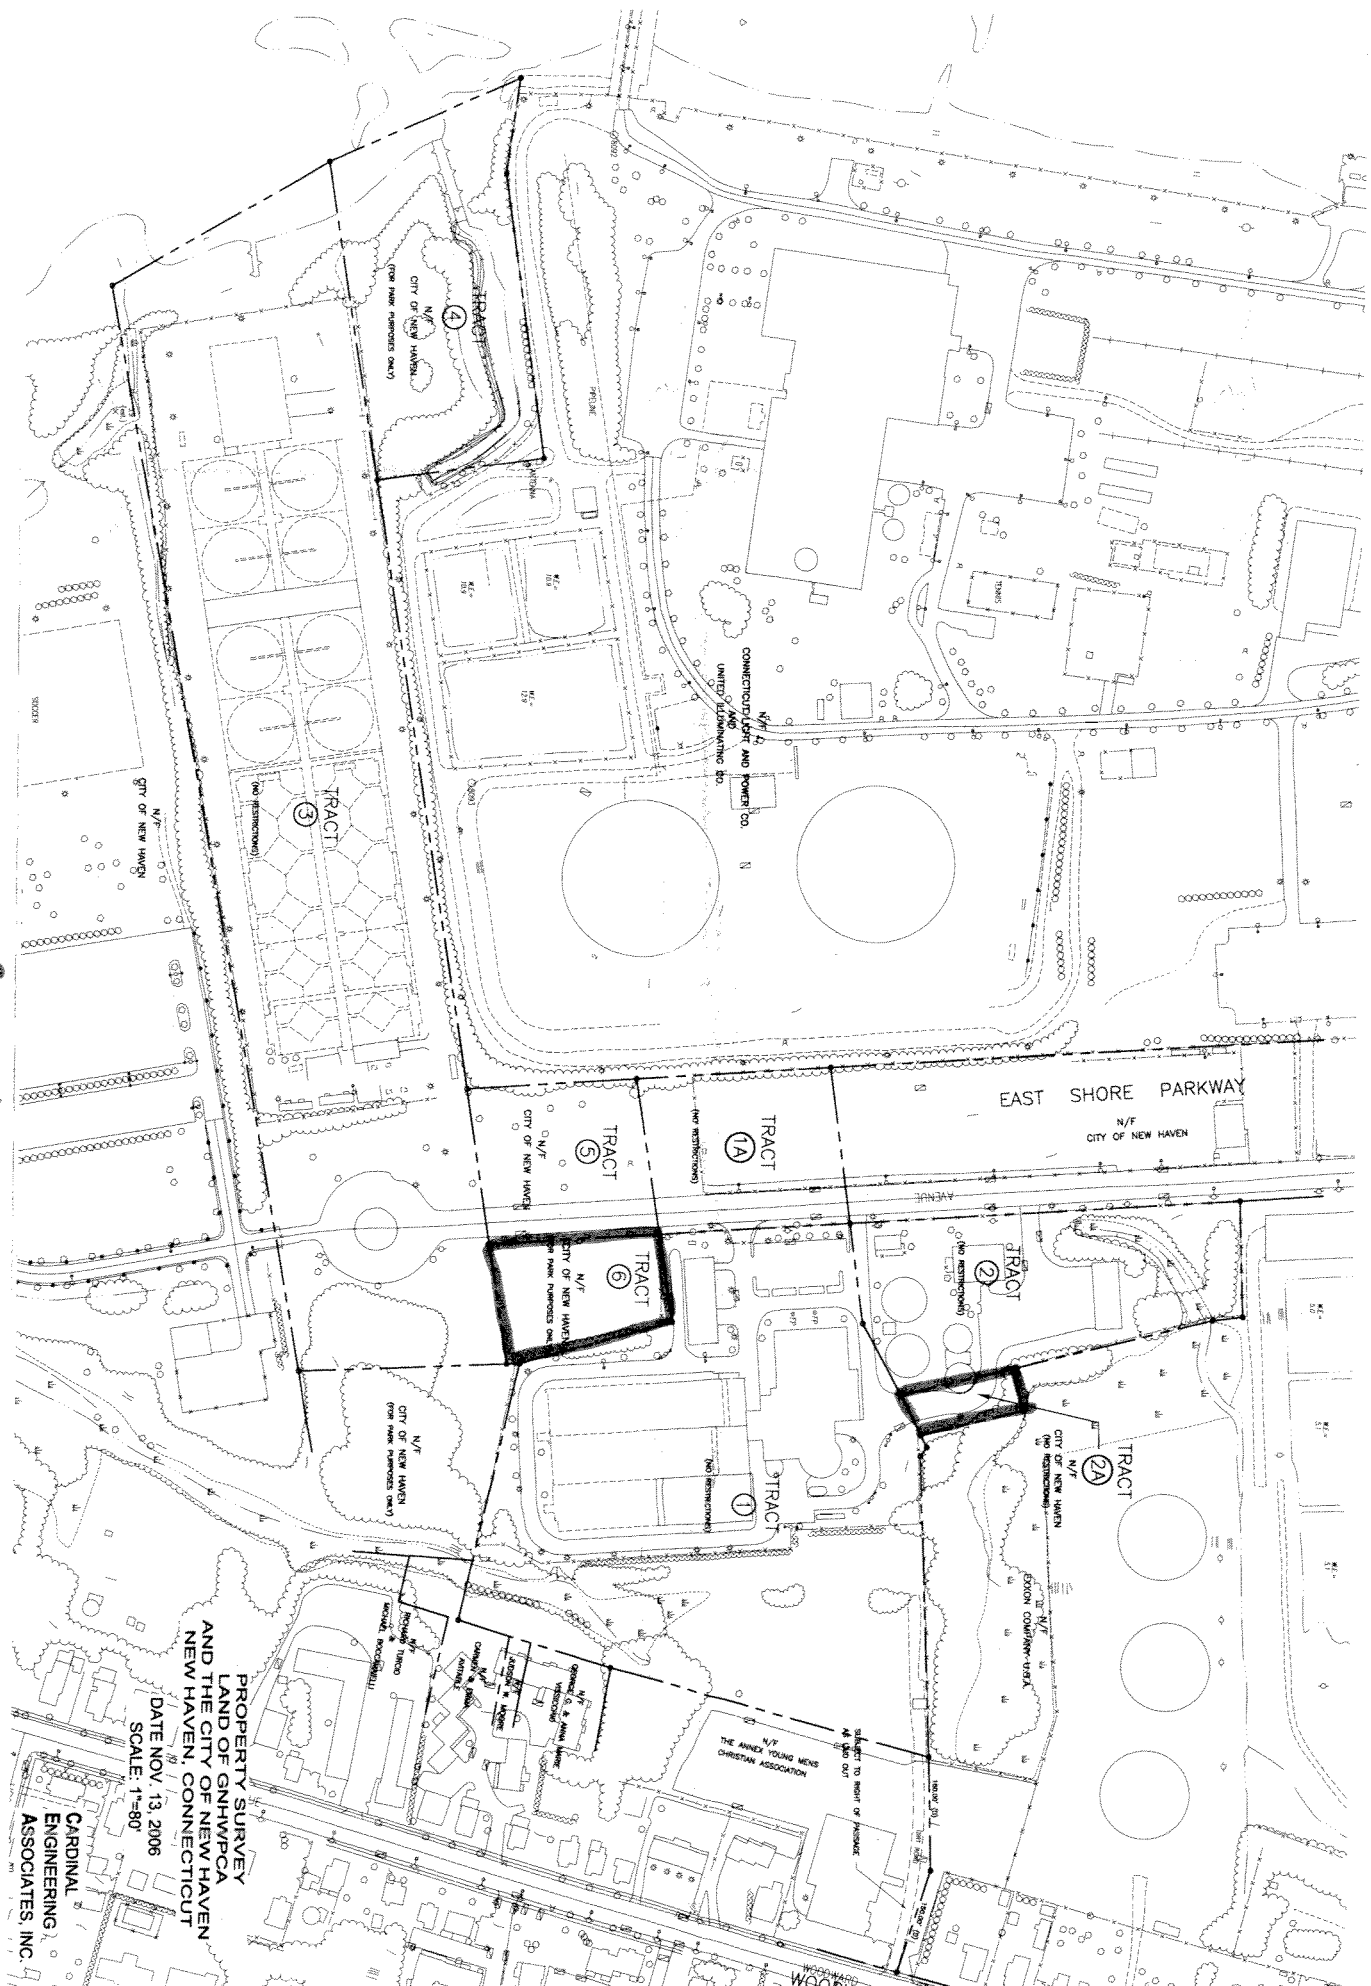 TRACT
4
N/F
CITY OF NEW HAVEN
(FOR PARK PURPOSES ONLY)
PIPELINE
ANTENNA
TENNIS
N/F
CONNECTICUT LIGHT AND POWER CO.
AND
UNITED ILLUMINATING CO.
SOCCER
N/F
CITY OF NEW HAVEN
TRACT
3
(NO RESTRICTIONS)
EAST SHORE PARKWAY
N/F
CITY OF NEW HAVEN
AVENUE
TRACT
1A
(NO RESTRICTIONS)
TRACT
5
N/F
CITY OF NEW HAVEN
TRACT
6
N/F
CITY OF NEW HAVEN
(FOR PARK PURPOSES ONLY)
TRACT
2
(NO RESTRICTIONS)
TRACT
2A
N/F
CITY OF NEW HAVEN
(NO RESTRICTIONS)
N/F
CITY OF NEW HAVEN
(FOR PARK PURPOSES ONLY)
TRACT
1
(NO RESTRICTIONS)
N/F
EXXON COMPANY U.S.A.
N/F
RICHARD TURCIO
N/F
N/F
N/F
N/F
THE ANNEX YOUNG MENS
CHRISTIAN ASSOCIATION
SUBJECT TO RIGHT OF PASSAGE
AS LAID OUT
WOODWARD
PROPERTY SURVEY
LAND OF GNHWPCA
AND THE CITY OF NEW HAVEN
NEW HAVEN, CONNECTICUT
DATE NOV. 13, 2006
SCALE: 1"=80'
CARDINAL
ENGINEERING
ASSOCIATES, INC.